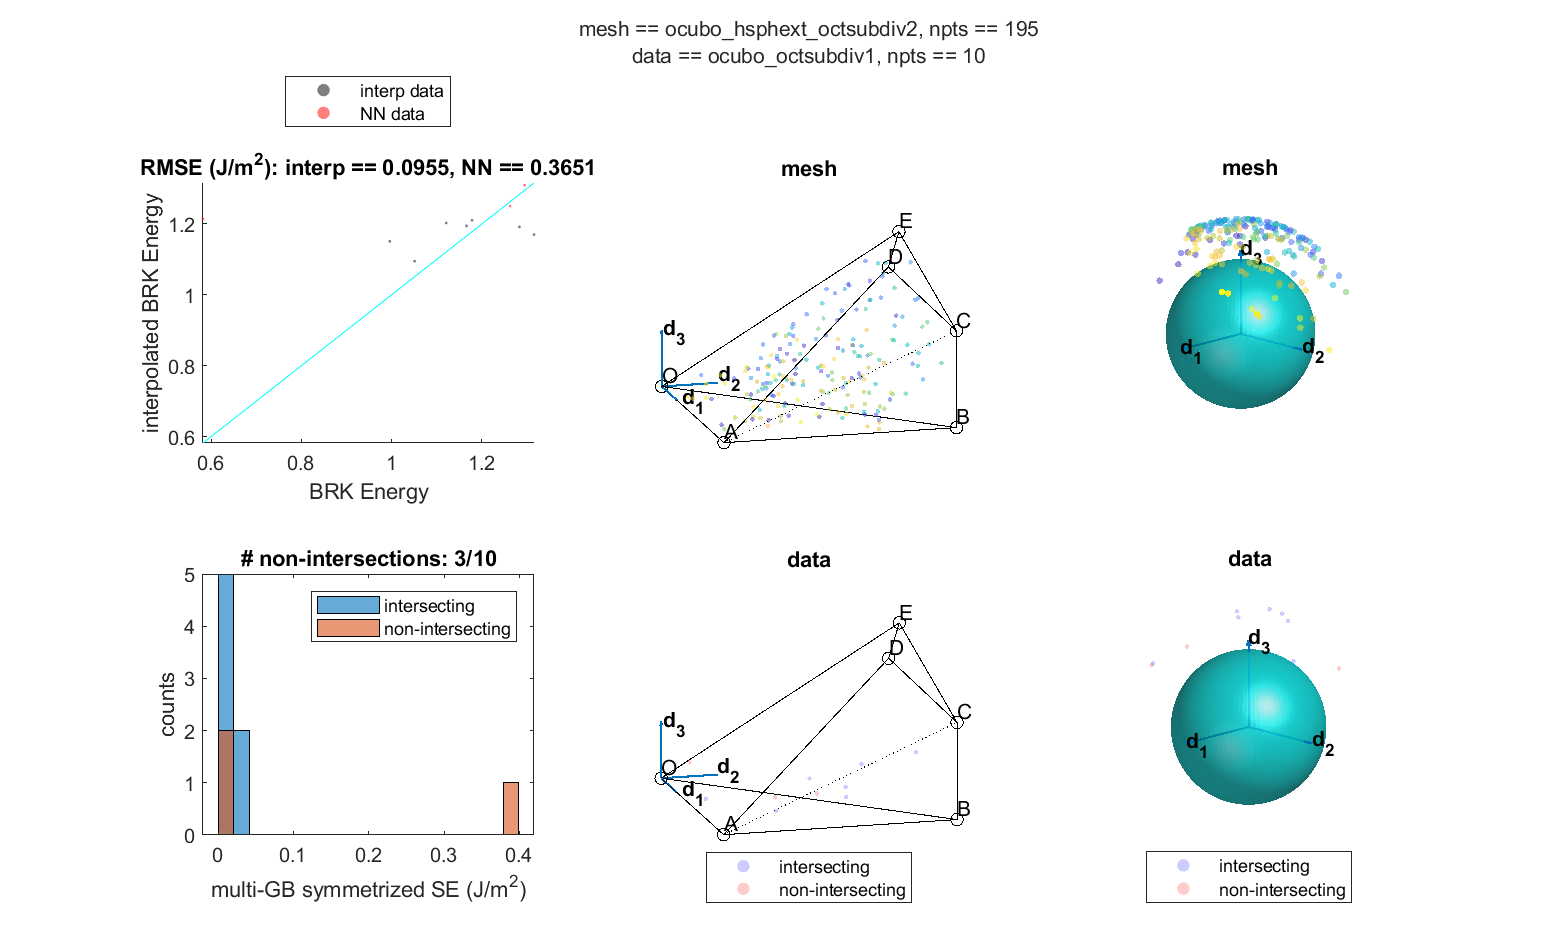 mesh == ocubo_hsphext_octsubdiv2, npts == 195
data == ocubo_octsubdiv1, npts == 10
interp data
NN data
RMSE (J/m2): interp == 0.0955, NN == 0.3651
interpolated BRK Energy
1.2
1
0.8
0.6
0.6 0.8 1 1.2
BRK Energy
mesh
E
D
C
d3
O
d2
d1
B
A
mesh
d3
d1
d2
# non-intersections: 3/10
counts
5
4
3
2
1
0
intersecting
non-intersecting
0 0.1 0.2 0.3 0.4
multi-GB symmetrized SE (J/m2)
data
E
D
C
d3
O
d2
d1
B
A
intersecting
non-intersecting
data
d3
d1
d2
intersecting
non-intersecting